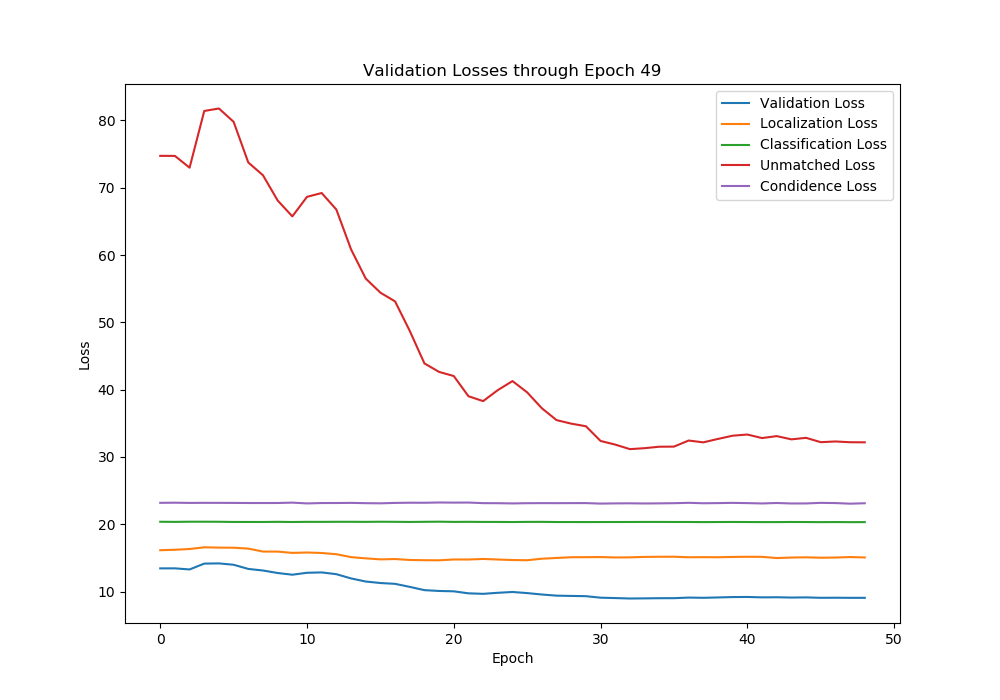 Validation Losses through Epoch 49
Validation Loss
Localization Loss
Classification Loss
Unmatched Loss
Condidence Loss
80
70
60
50
40
30
20
10
Loss
0 10 20 30 40 50
Epoch